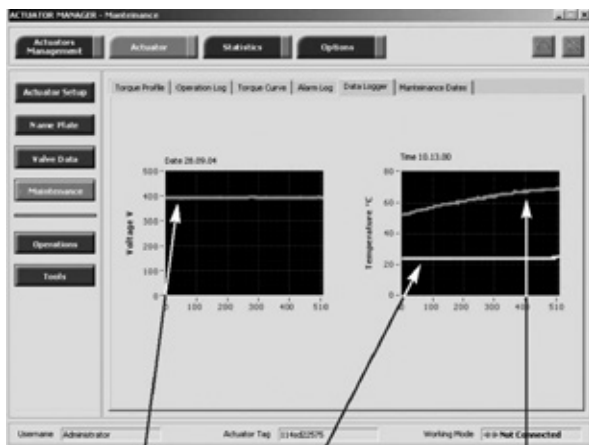 ACTUATOR MANAGER - Maintenance
Actuators
Management
Actuator
Statistics
Options
Actuator Setup
Name Plate
Valve Data
Maintenance
Operations
Tools
Torque Profile
Operation Log
Torque Curve
Alarm Log
Data Logger
Maintenance Dates
Date 28.09.04
Voltage V
500
400
300
200
100
0
0 100 200 300 400 510
Time 10.13.00
Temperature °C
80
60
40
20
0
0 100 200 300 400 510
Username Administrator
Actuator Tag
Working Mode Not Connected